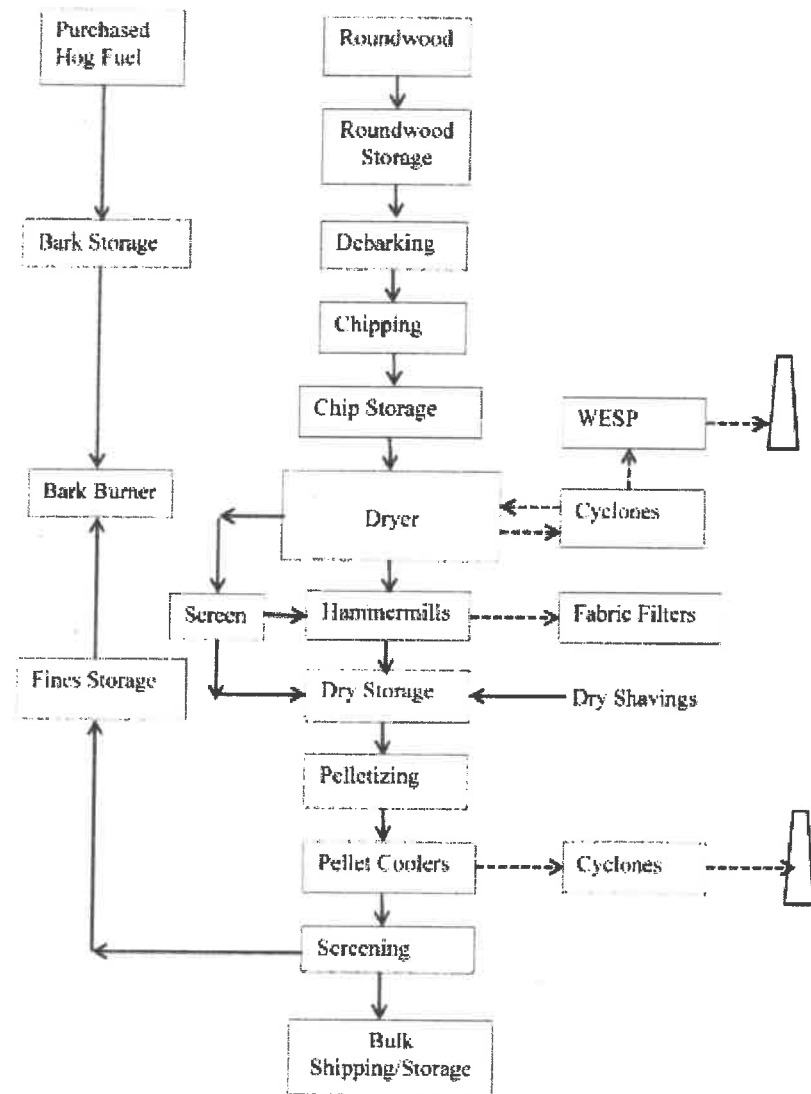 Purchased
Hog Fuel
Roundwood
Roundwood
Storage
Bark Storage
Debarking
Chipping
Chip Storage
WESP
Bark Burner
Dryer
Cyclones
Screen
Hammermills
Fabric Filters
Fines Storage
Dry Storage
Dry Shavings
Pelletizing
Pellet Coolers
Cyclones
Screening
Bulk
Shipping/Storage